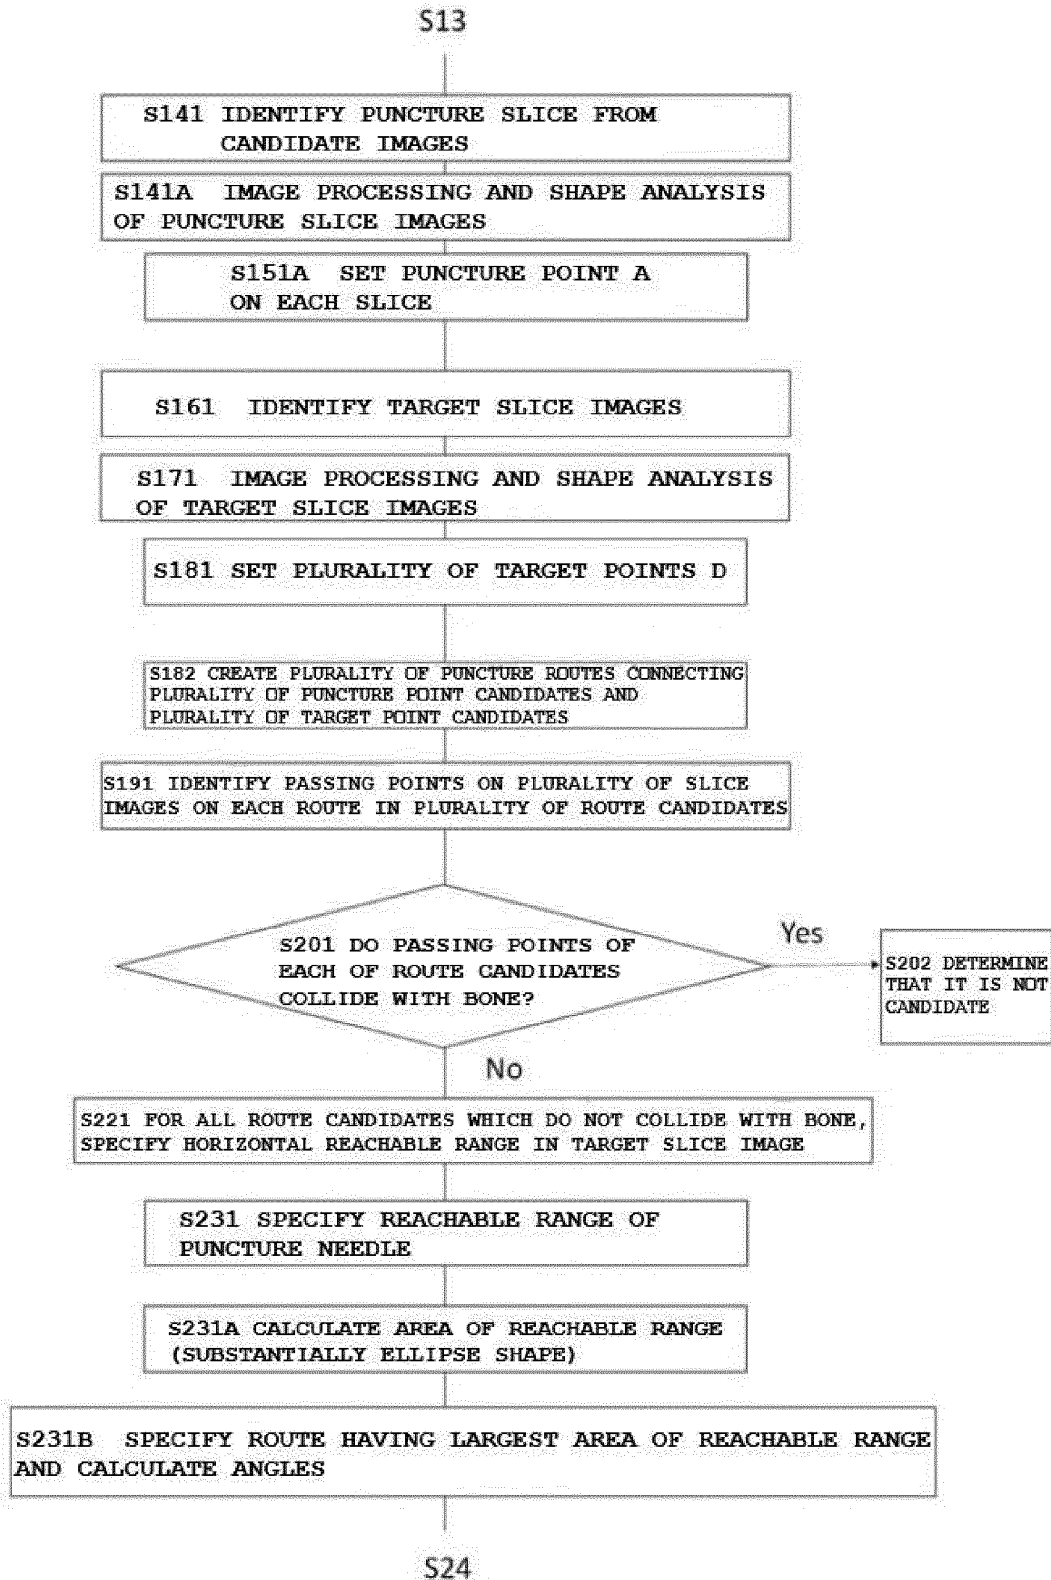 S13
S141 IDENTIFY PUNCTURE SLICE FROM
CANDIDATE IMAGES
S141A IMAGE PROCESSING AND SHAPE ANALYSIS
OF PUNCTURE SLICE IMAGES
S151A SET PUNCTURE POINT A
ON EACH SLICE
S161 IDENTIFY TARGET SLICE IMAGES
S171 IMAGE PROCESSING AND SHAPE ANALYSIS
OF TARGET SLICE IMAGES
S181 SET PLURALITY OF TARGET POINTS D
S182 CREATE PLURALITY OF PUNCTURE ROUTES CONNECTING
PLURALITY OF PUNCTURE POINT CANDIDATES AND
PLURALITY OF TARGET POINT CANDIDATES
S191 IDENTIFY PASSING POINTS ON PLURALITY OF SLICE
IMAGES ON EACH ROUTE IN PLURALITY OF ROUTE CANDIDATES
S201 DO PASSING POINTS OF
EACH OF ROUTE CANDIDATES
COLLIDE WITH BONE?
Yes
S202 DETERMINE
THAT IT IS NOT
CANDIDATE
No
S221 FOR ALL ROUTE CANDIDATES WHICH DO NOT COLLIDE WITH BONE,
SPECIFY HORIZONTAL REACHABLE RANGE IN TARGET SLICE IMAGE
S231 SPECIFY REACHABLE RANGE OF
PUNCTURE NEEDLE
S231A CALCULATE AREA OF REACHABLE RANGE
(SUBSTANTIALLY ELLIPSE SHAPE)
S231B SPECIFY ROUTE HAVING LARGEST AREA OF REACHABLE RANGE
AND CALCULATE ANGLES
S24